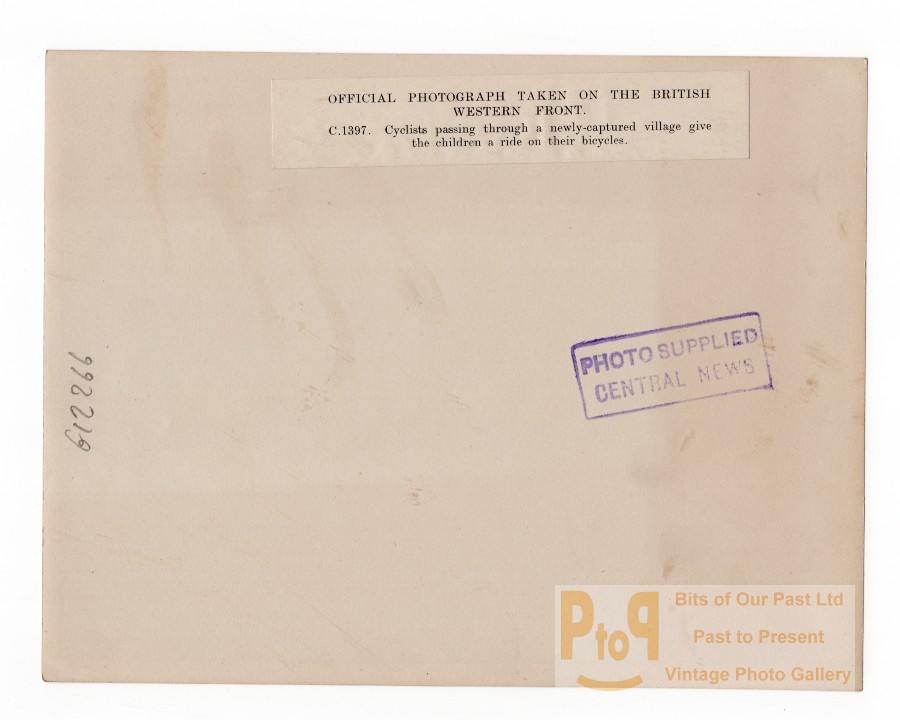 OFFICIAL PHOTOGRAPH TAKEN ON THE BRITISH
WESTERN FRONT.
C.1397. Cyclists passing through a newly-captured village give
the children a ride on their bicycles.
PHOTO SUPPLIED
CENTRAL NEWS
G12266
PtoP
Bits of Our Past Ltd
Past to Present
Vintage Photo Gallery